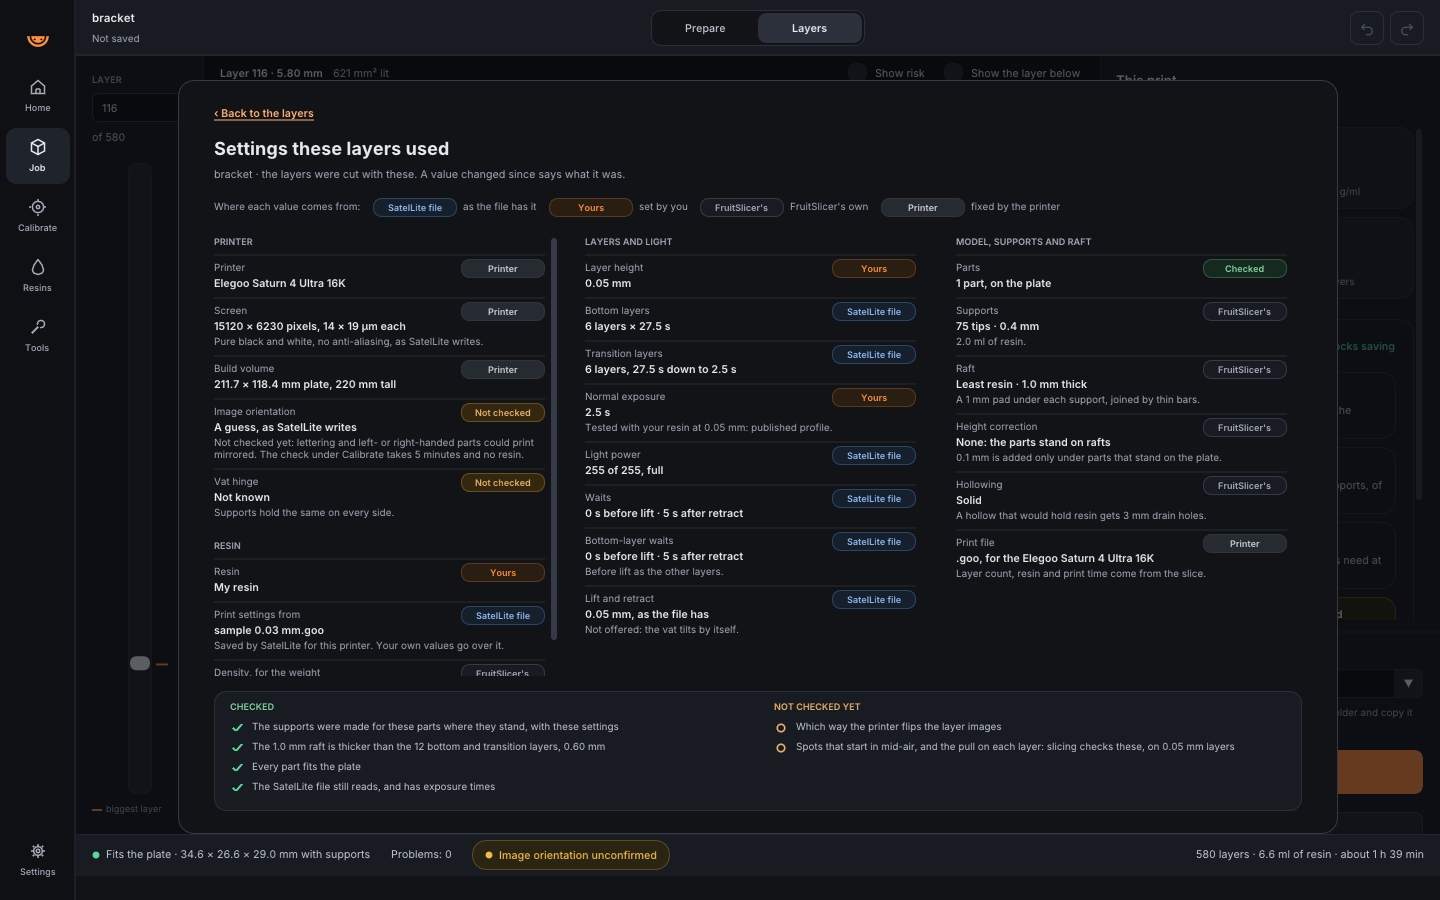 bracket
Not saved
Prepare
Layers
Home
Job
Calibrate
Resins
Tools
Settings
LAYER
116
of 580
biggest layer
Layer 116 · 5.80 mm 621 mm² lit
Show risk
Show the layer below
This print
g/ml
yers
cks saving
the
ports, of
s need at
d
older and copy it
‹ Back to the layers
Settings these layers used
bracket · the layers were cut with these. A value changed since says what it was.
Where each value comes from: SatelLite file as the file has it Yours set by you FruitSlicer's FruitSlicer's own Printer fixed by the printer
PRINTER
Printer
Printer
Elegoo Saturn 4 Ultra 16K
Screen
Printer
15120 × 6230 pixels, 14 × 19 µm each
Pure black and white, no anti-aliasing, as SatelLite writes.
Build volume
Printer
211.7 × 118.4 mm plate, 220 mm tall
Image orientation
Not checked
A guess, as SatelLite writes
Not checked yet: lettering and left- or right-handed parts could print
mirrored. The check under Calibrate takes 5 minutes and no resin.
Vat hinge
Not checked
Not known
Supports hold the same on every side.
RESIN
Resin
Yours
My resin
Print settings from
SatelLite file
sample 0.03 mm.goo
Saved by SatelLite for this printer. Your own values go over it.
Density, for the weight
FruitSlicer's
LAYERS AND LIGHT
Layer height
Yours
0.05 mm
Bottom layers
SatelLite file
6 layers × 27.5 s
Transition layers
SatelLite file
6 layers, 27.5 s down to 2.5 s
Normal exposure
Yours
2.5 s
Tested with your resin at 0.05 mm: published profile.
Light power
SatelLite file
255 of 255, full
Waits
SatelLite file
0 s before lift · 5 s after retract
Bottom-layer waits
SatelLite file
0 s before lift · 5 s after retract
Before lift as the other layers.
Lift and retract
SatelLite file
0.05 mm, as the file has
Not offered: the vat tilts by itself.
MODEL, SUPPORTS AND RAFT
Parts
Checked
1 part, on the plate
Supports
FruitSlicer's
75 tips · 0.4 mm
2.0 ml of resin.
Raft
FruitSlicer's
Least resin · 1.0 mm thick
A 1 mm pad under each support, joined by thin bars.
Height correction
FruitSlicer's
None: the parts stand on rafts
0.1 mm is added only under parts that stand on the plate.
Hollowing
FruitSlicer's
Solid
A hollow that would hold resin gets 3 mm drain holes.
Print file
Printer
.goo, for the Elegoo Saturn 4 Ultra 16K
Layer count, resin and print time come from the slice.
CHECKED
The supports were made for these parts where they stand, with these settings
The 1.0 mm raft is thicker than the 12 bottom and transition layers, 0.60 mm
Every part fits the plate
The SatelLite file still reads, and has exposure times
NOT CHECKED YET
Which way the printer flips the layer images
Spots that start in mid-air, and the pull on each layer: slicing checks these, on 0.05 mm layers
Fits the plate · 34.6 × 26.6 × 29.0 mm with supports
Problems: 0
Image orientation unconfirmed
580 layers · 6.6 ml of resin · about 1 h 39 min